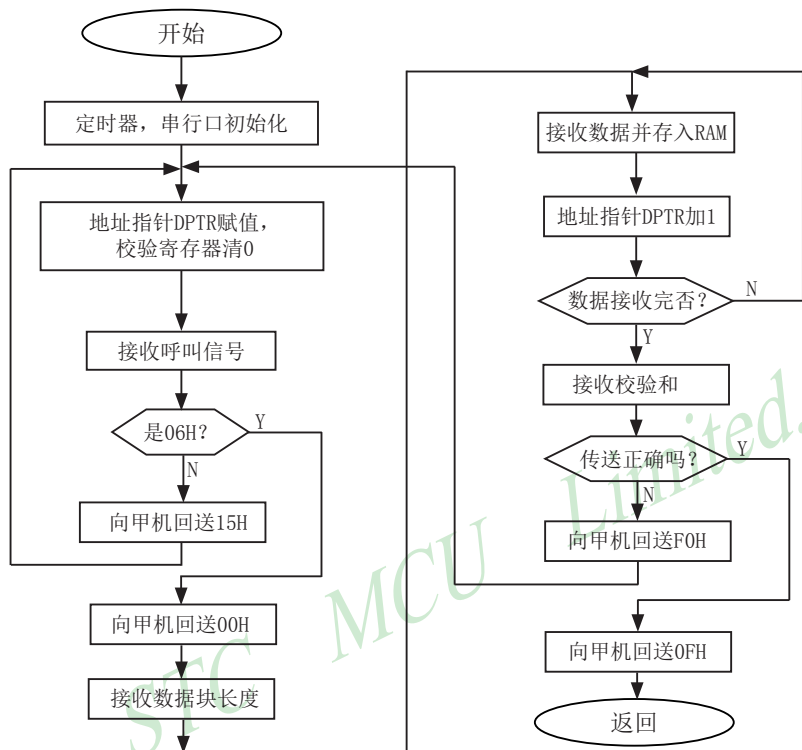 开始
定时器，串行口初始化
地址指针DPTR赋值，
校验寄存器清0
接收呼叫信号
是06H？
Y
N
向甲机回送15H
向甲机回送00H
接收数据块长度
接收数据并存入RAM
地址指针DPTR加1
数据接收完否？
N
Y
接收校验和
传送正确吗？
Y
N
向甲机回送F0H
向甲机回送0FH
返回
STC MCU Limited.